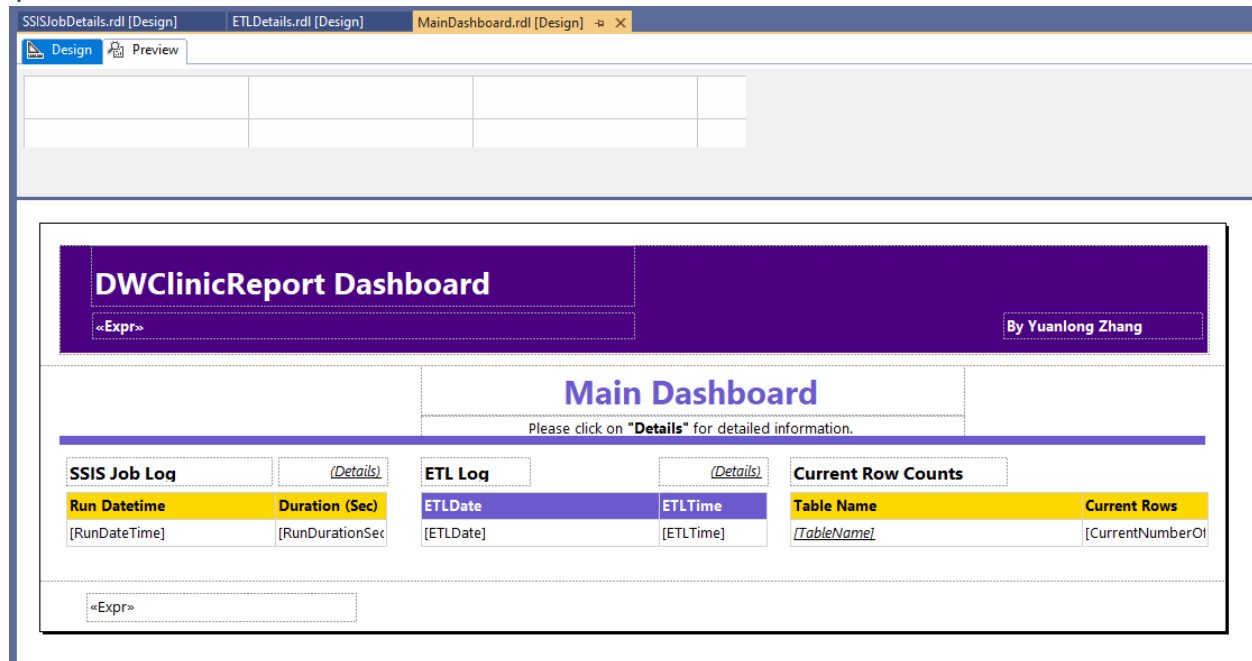 SSISJobDetails.rdl [Design] ETLDetails.rdl [Design] MainDashboard.rdl [Design]
Design Preview
DWClinicReport Dashboard
«Expr» By Yuanlong Zhang
Main Dashboard
Please click on "Details" for detailed information.
SSIS Job Log (Details) ETL Log (Details) Current Row Counts
Run Datetime Duration (Sec) ETLDate ETLTime Table Name Current Rows
[RunDateTime] [RunDurationSec [ETLDate] [ETLTime] [TableName] [CurrentNumberOf
«Expr»